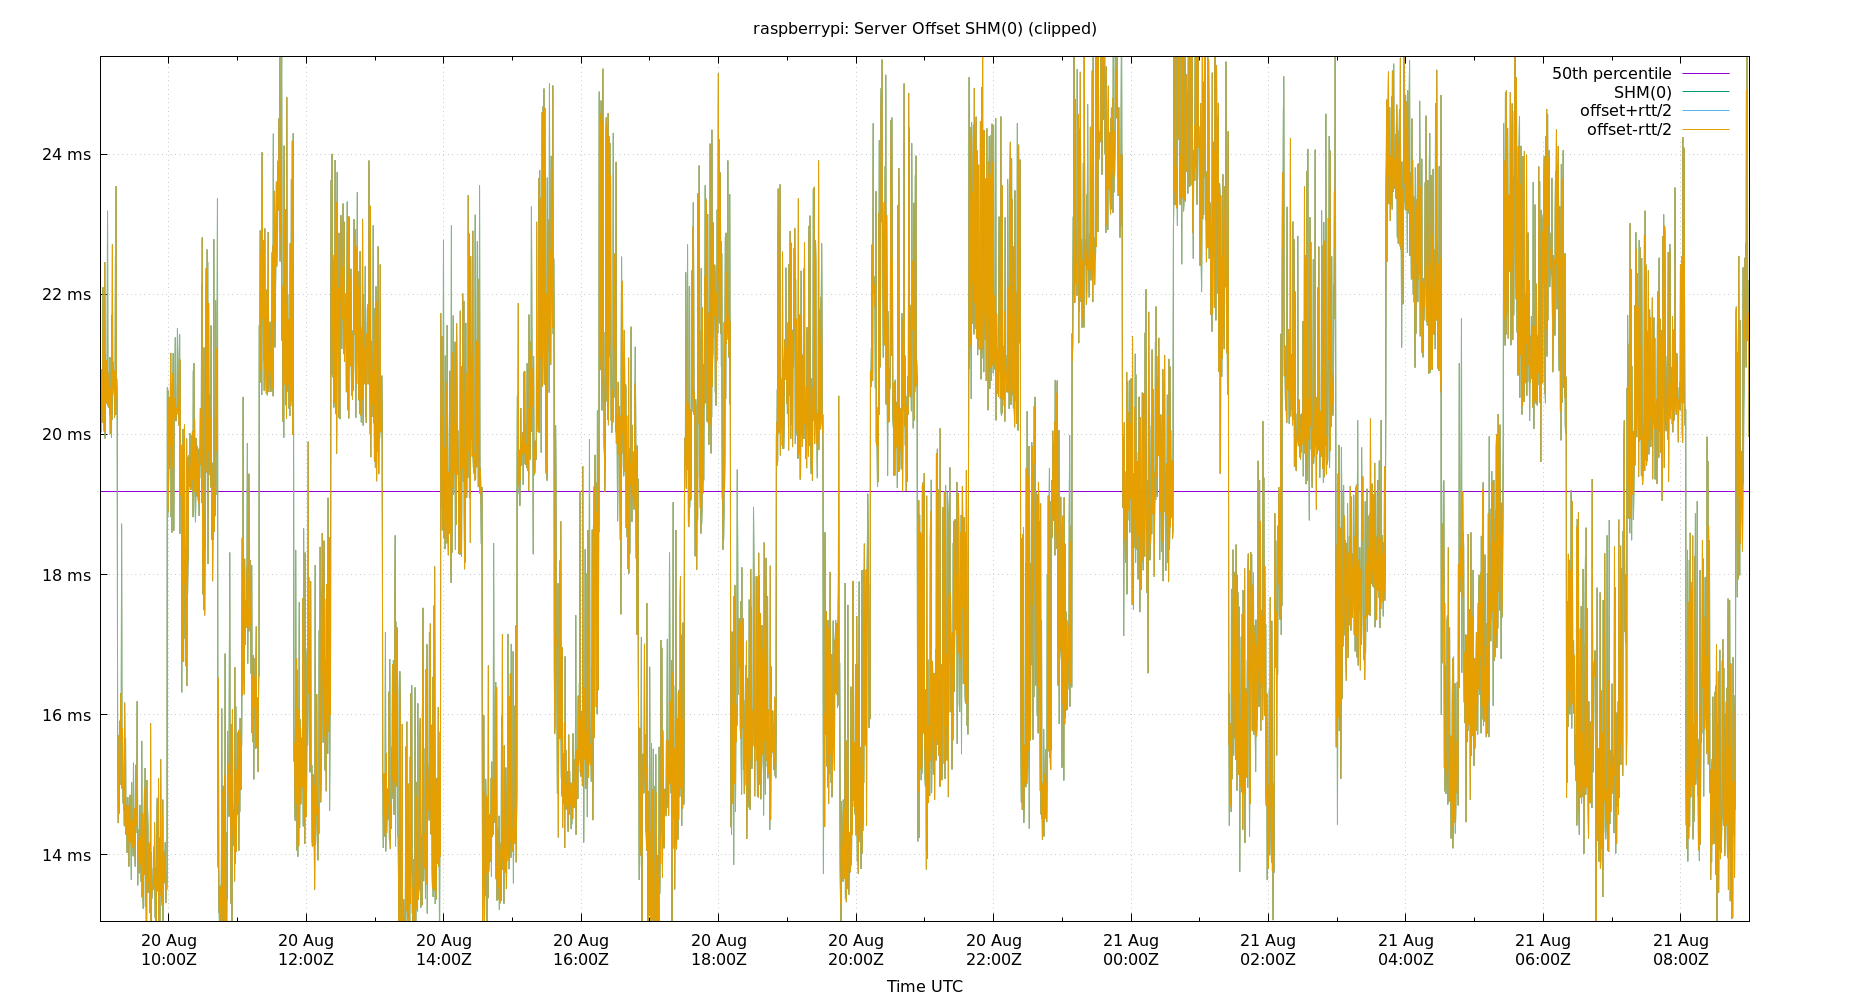 raspberrypi: Server Offset SHM(0) (clipped)
50th percentile
SHM(0)
offset+rtt/2
offset-rtt/2
24 ms
22 ms
20 ms
18 ms
16 ms
14 ms
20 Aug 20 Aug 20 Aug 20 Aug 20 Aug 20 Aug 20 Aug 21 Aug 21 Aug 21 Aug 21 Aug 21 Aug
10:00Z 12:00Z 14:00Z 16:00Z 18:00Z 20:00Z 22:00Z 00:00Z 02:00Z 04:00Z 06:00Z 08:00Z
Time UTC